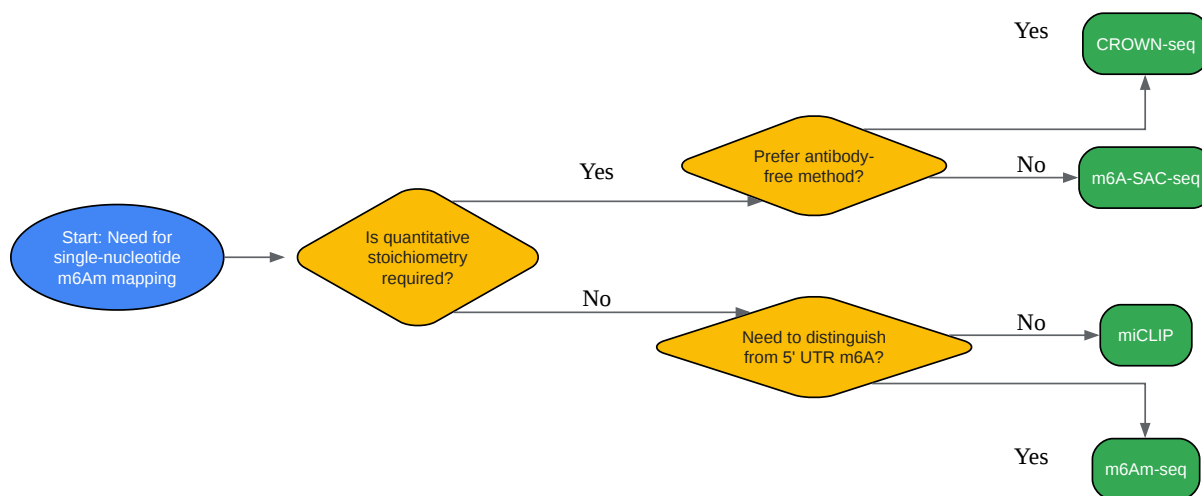 Start: Need for
single-nucleotide
m6Am mapping
Is quantitative
stoichiometry
required?
Yes
No
Prefer antibody-
free method?
Yes
CROWN-seq
No
m6A-SAC-seq
Need to distinguish
from 5' UTR m6A?
No
miCLIP
Yes
m6Am-seq